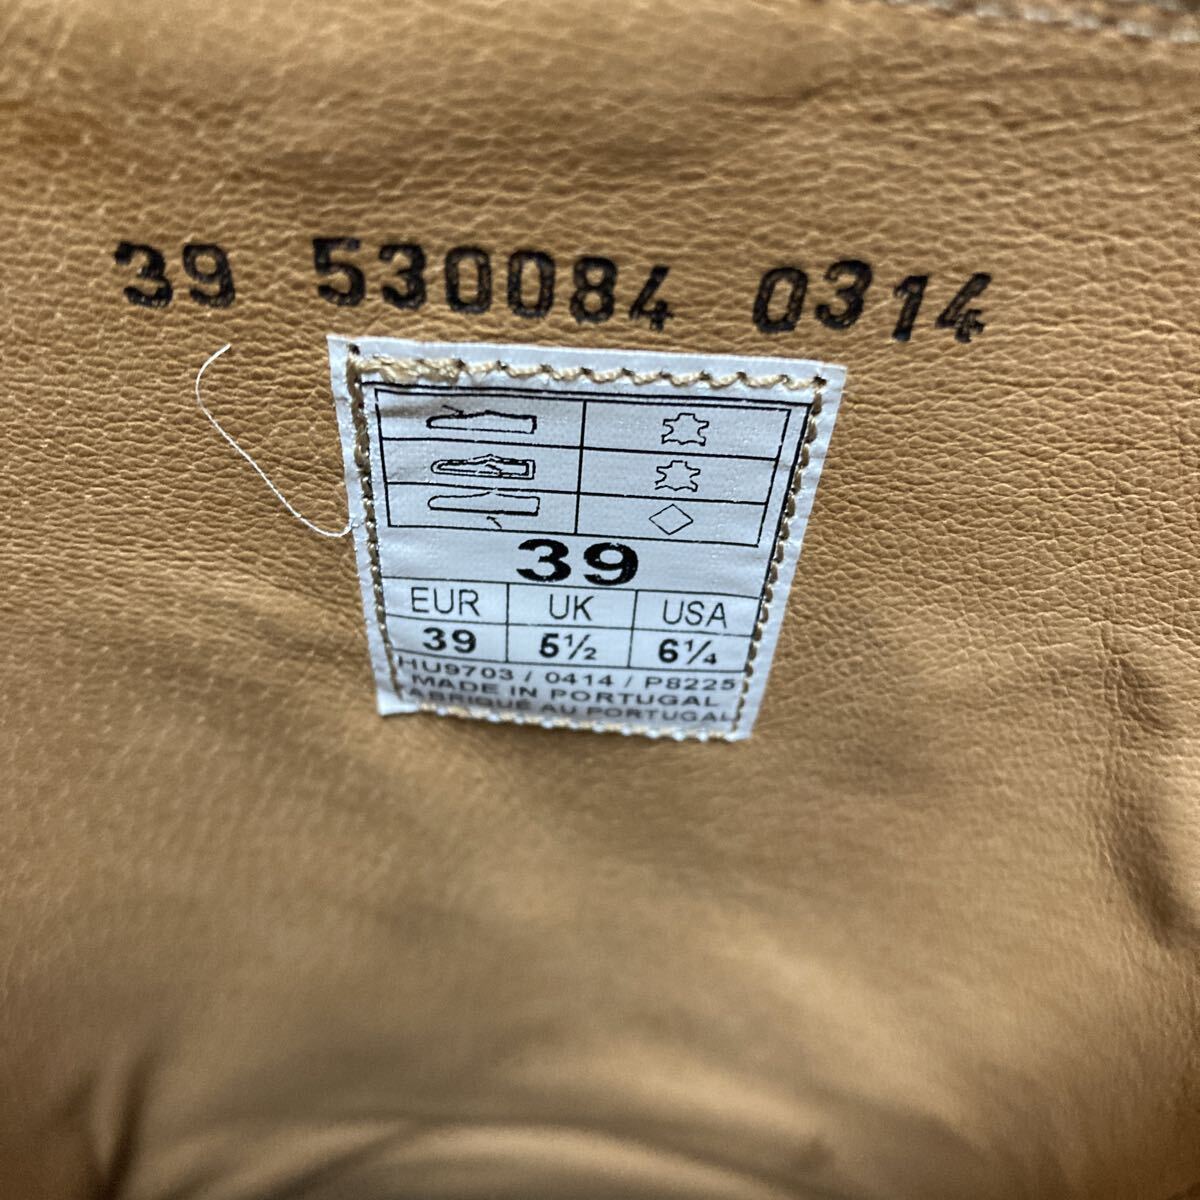 39 530084 0314
39
EUR UK USA
39 5½ 6¼
HU9703 / 0414 / P8225
MADE IN PORTUGAL
FABRIQUÉ AU PORTUGAL